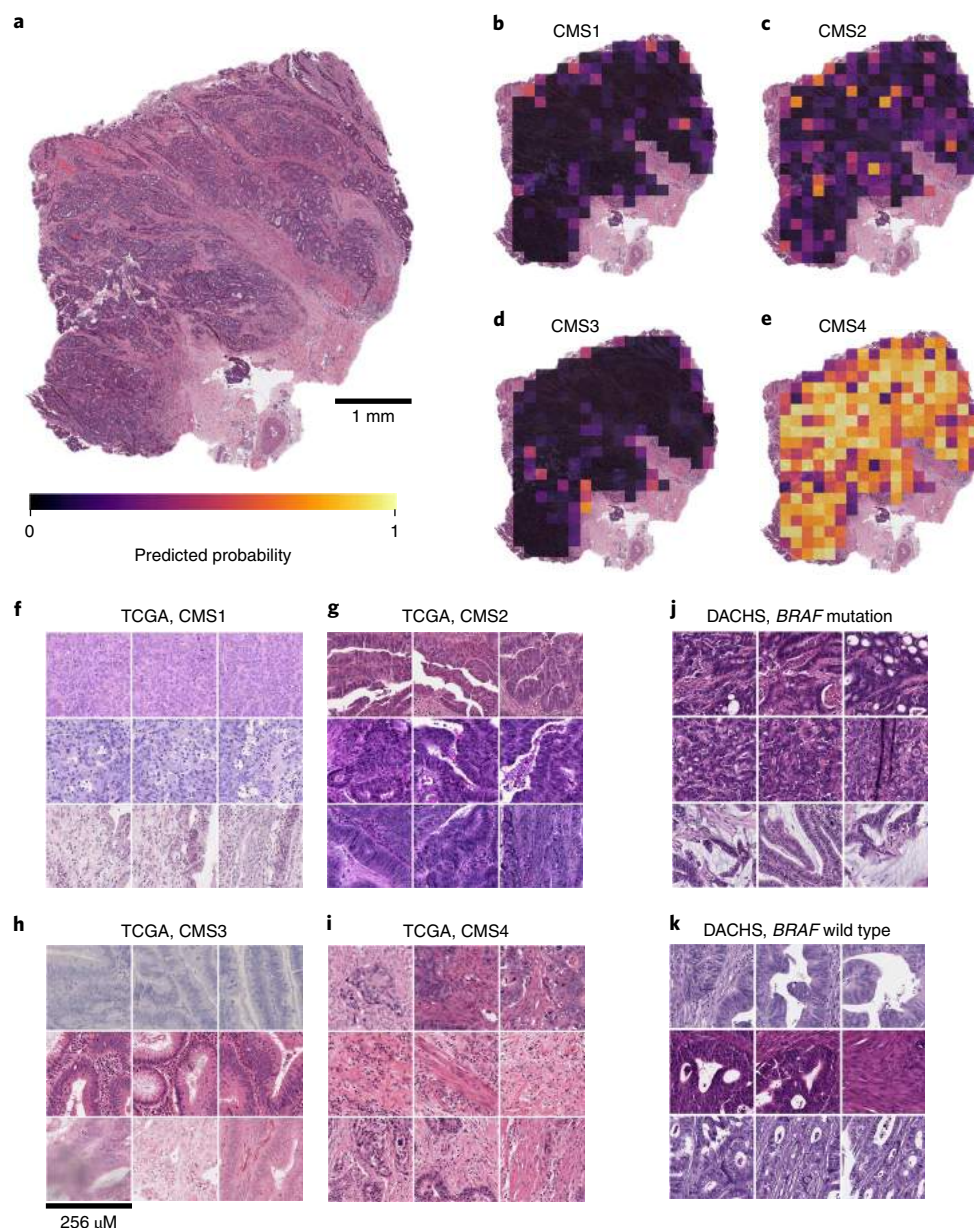 a
b
CMS1
c
CMS2
1 mm
0
1
Predicted probability
d
CMS3
e
CMS4
f
TCGA, CMS1
g
TCGA, CMS2
j
DACHS, BRAF mutation
h
TCGA, CMS3
i
TCGA, CMS4
k
DACHS, BRAF wild type
256 µM